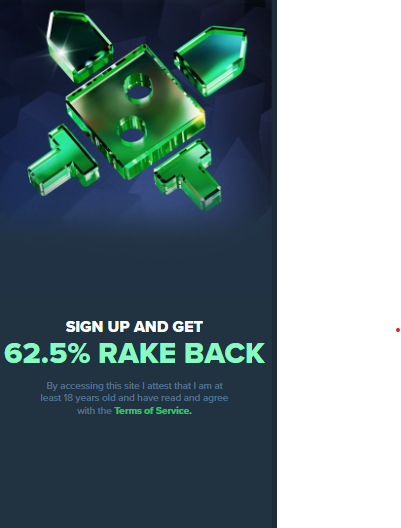 SIGN UP AND GET
62.5% RAKE BACK
By accessing this site I attest that I am at
least 18 years old and have read and agree
with the Terms of Service.